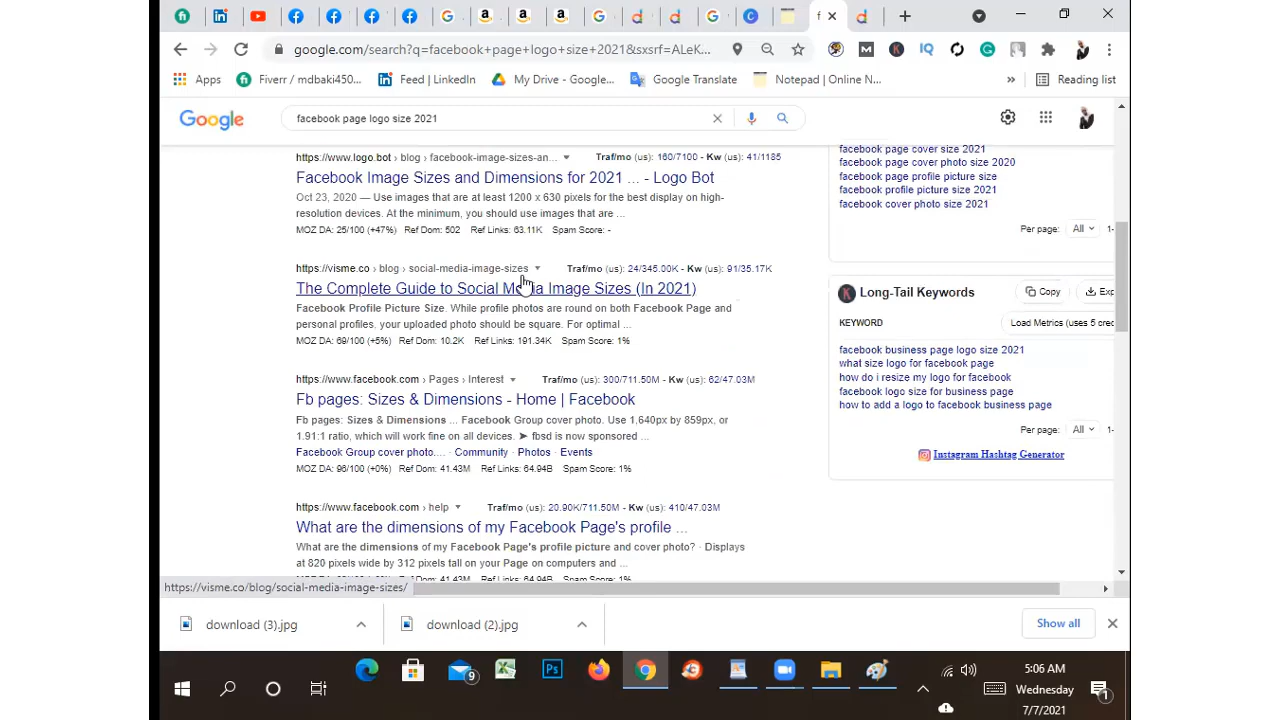 google.com/search?q=facebook+page+logo+size+2021&sxsrf=ALeK...
Apps
Fiverr / mdbaki450...
Feed | LinkedIn
My Drive - Google...
Google Translate
Notepad | Online N...
»
Reading list
Google
facebook page logo size 2021
https://www.logo.bot › blog › facebook-image-sizes-an... Traf/mo (us): 160/7100 - Kw (us): 41/1185
Facebook Image Sizes and Dimensions for 2021 ... - Logo Bot
Oct 23, 2020 — Use images that are at least 1200 x 630 pixels for the best display on high-
resolution devices. At the minimum, you should use images that are ...
MOZ DA: 25/100 (+47%) Ref Dom: 502 Ref Links: 63.11K Spam Score: -
https://visme.co › blog › social-media-image-sizes Traf/mo (us): 24/345.00K - Kw (us): 91/35.17K
The Complete Guide to Social Media Image Sizes (In 2021)
Facebook Profile Picture Size. While profile photos are round on both Facebook Page and
personal profiles, your uploaded photo should be square. For optimal ...
MOZ DA: 69/100 (+5%) Ref Dom: 10.2K Ref Links: 191.34K Spam Score: 1%
https://www.facebook.com › Pages › Interest Traf/mo (us): 300/711.50M - Kw (us): 62/47.03M
Fb pages: Sizes & Dimensions - Home | Facebook
Fb pages: Sizes & Dimensions ... Facebook Group cover photo. Use 1,640px by 859px, or
1.91:1 ratio, which will work fine on all devices. ➤ fbsd is now sponsored ...
Facebook Group cover photo.... · Community · Photos · Events
MOZ DA: 96/100 (+0%) Ref Dom: 41.43M Ref Links: 64.94B Spam Score: 1%
https://www.facebook.com › help Traf/mo (us): 20.90K/711.50M - Kw (us): 410/47.03M
What are the dimensions of my Facebook Page's profile ...
What are the dimensions of my Facebook Page's profile picture and cover photo? · Displays
at 820 pixels wide by 312 pixels tall on your Page on computers and ...
facebook page cover size 2021
facebook page cover photo size 2020
facebook page profile picture size
facebook profile picture size 2021
facebook cover photo size 2021
Per page: All 1-
Long-Tail Keywords
Copy
Exp
KEYWORD
Load Metrics (uses 5 cred
facebook business page logo size 2021
what size logo for facebook page
how do i resize my logo for facebook
facebook logo size for business page
how to add a logo to facebook business page
Per page: All 1-
Instagram Hashtag Generator
https://visme.co/blog/social-media-image-sizes/
download (3).jpg
download (2).jpg
Show all
5:06 AM
Wednesday
7/7/2021